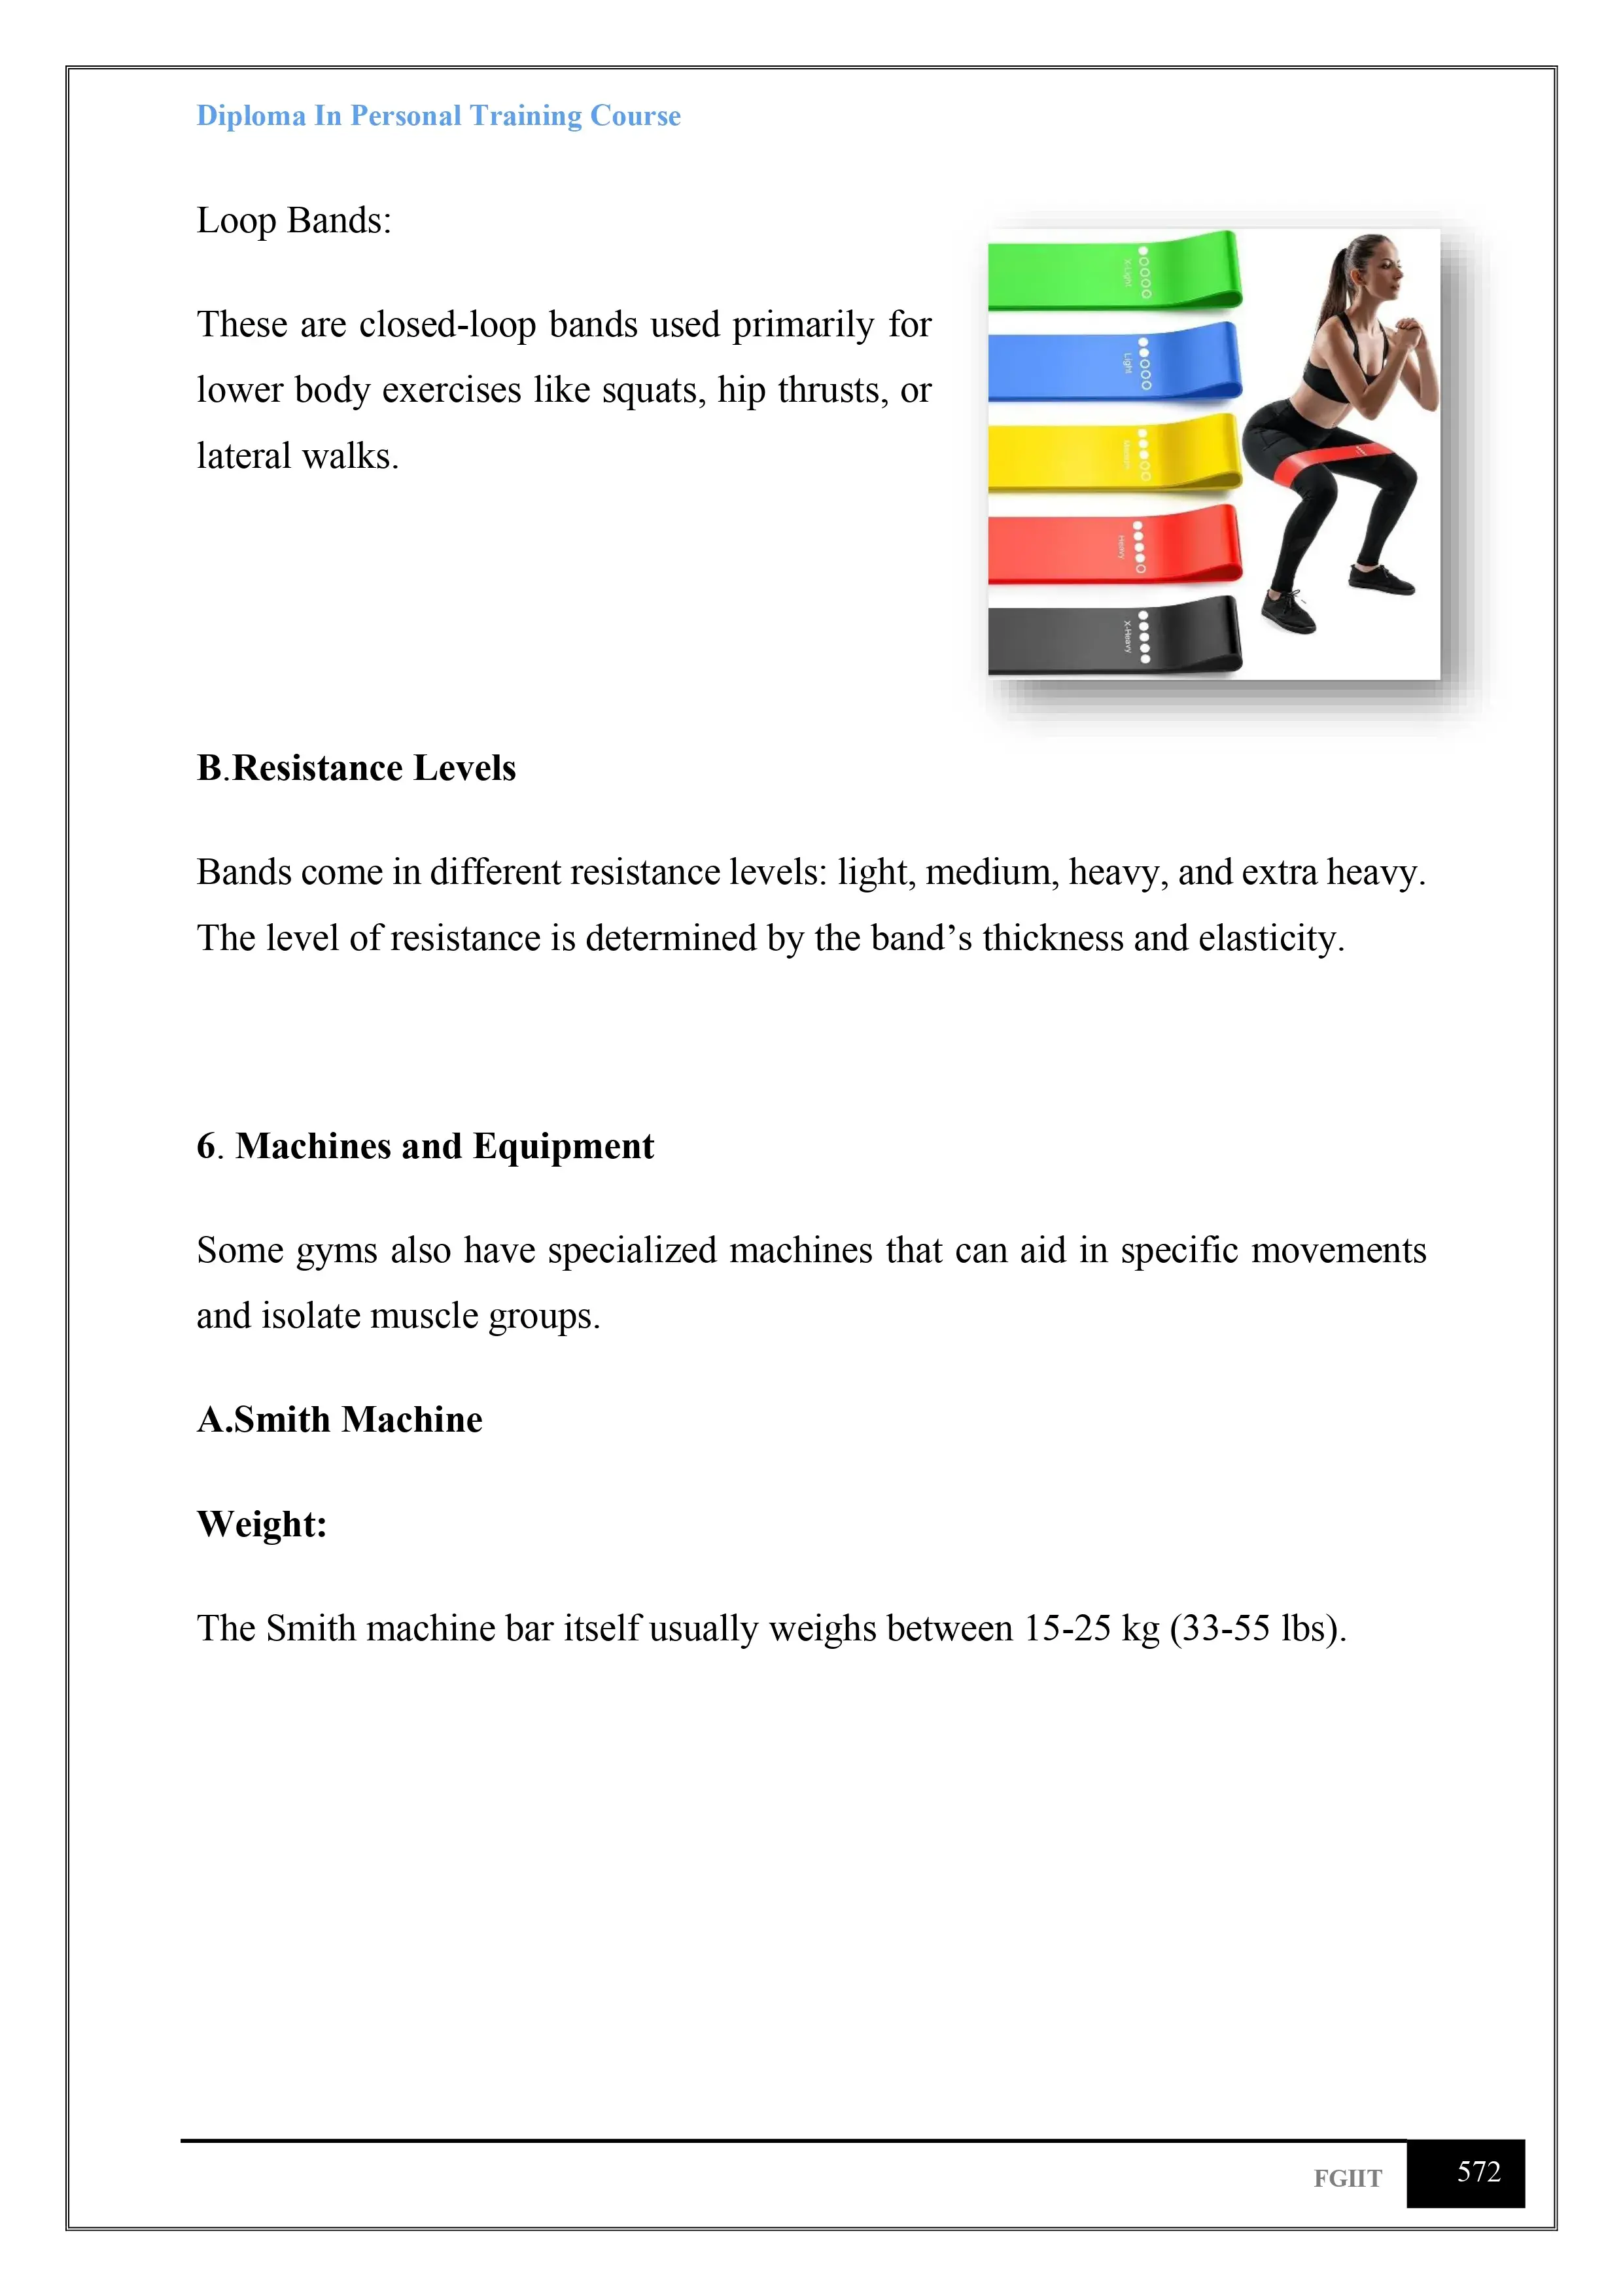 Diploma In Personal Training Course
Loop Bands:
These are closed-loop bands used primarily for
lower body exercises like squats, hip thrusts, or
lateral walks.
X-Light
Light
Medium
Heavy
X-Heavy
B.Resistance Levels
Bands come in different resistance levels: light, medium, heavy, and extra heavy.
The level of resistance is determined by the band’s thickness and elasticity.
6. Machines and Equipment
Some gyms also have specialized machines that can aid in specific movements
and isolate muscle groups.
A.Smith Machine
Weight:
The Smith machine bar itself usually weighs between 15-25 kg (33-55 lbs).
FGIIT
572